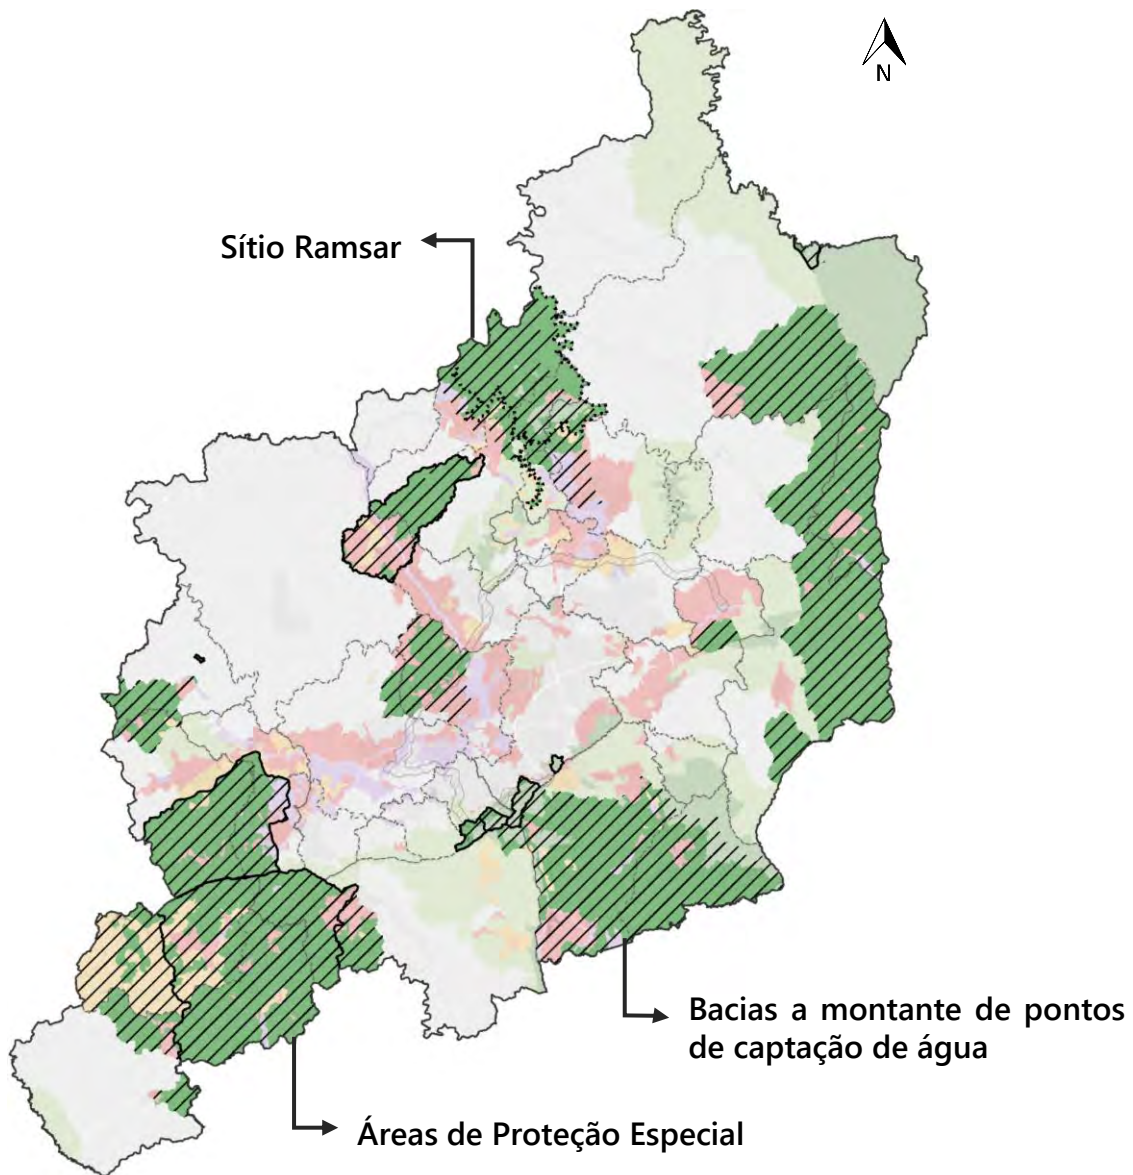 N
Sítio Ramsar
Bacias a montante de pontos
de captação de água
Áreas de Proteção Especial